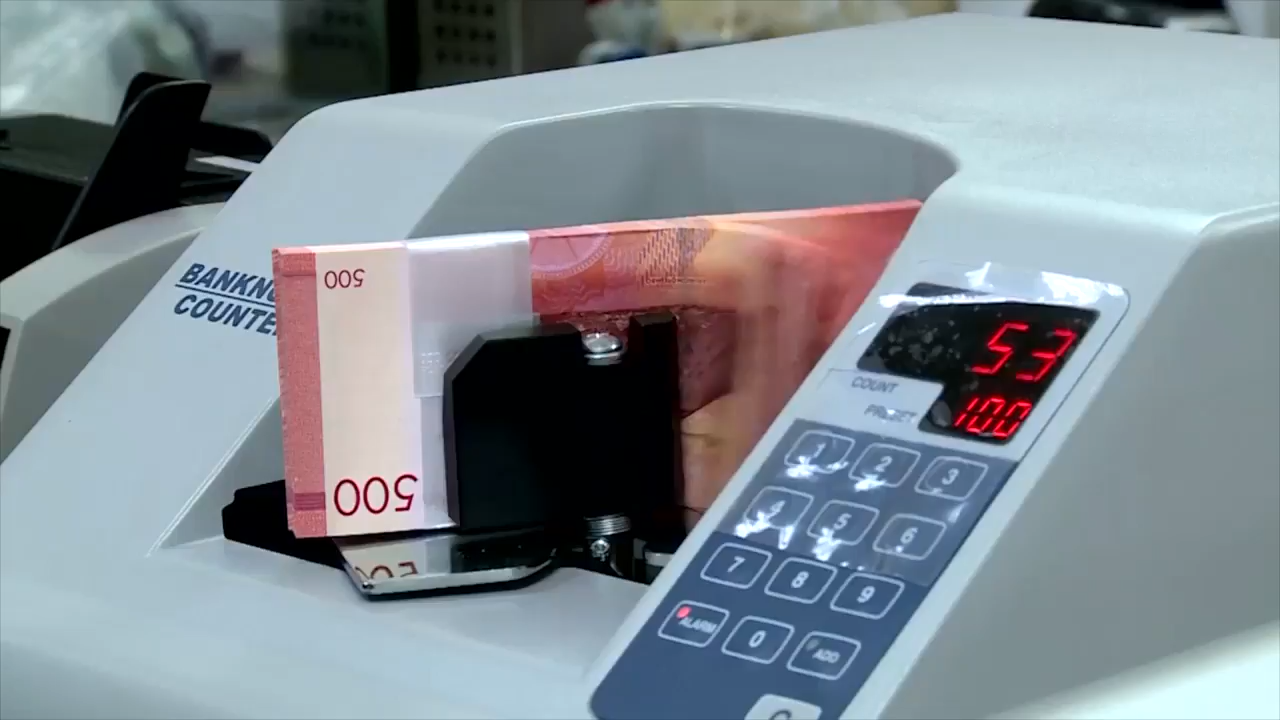 BANKN
COUNTE
500
500
53
100
COUNT
PRESET
1 2 3
4 5 6
7 8 9
ALARM 0 ADD
C